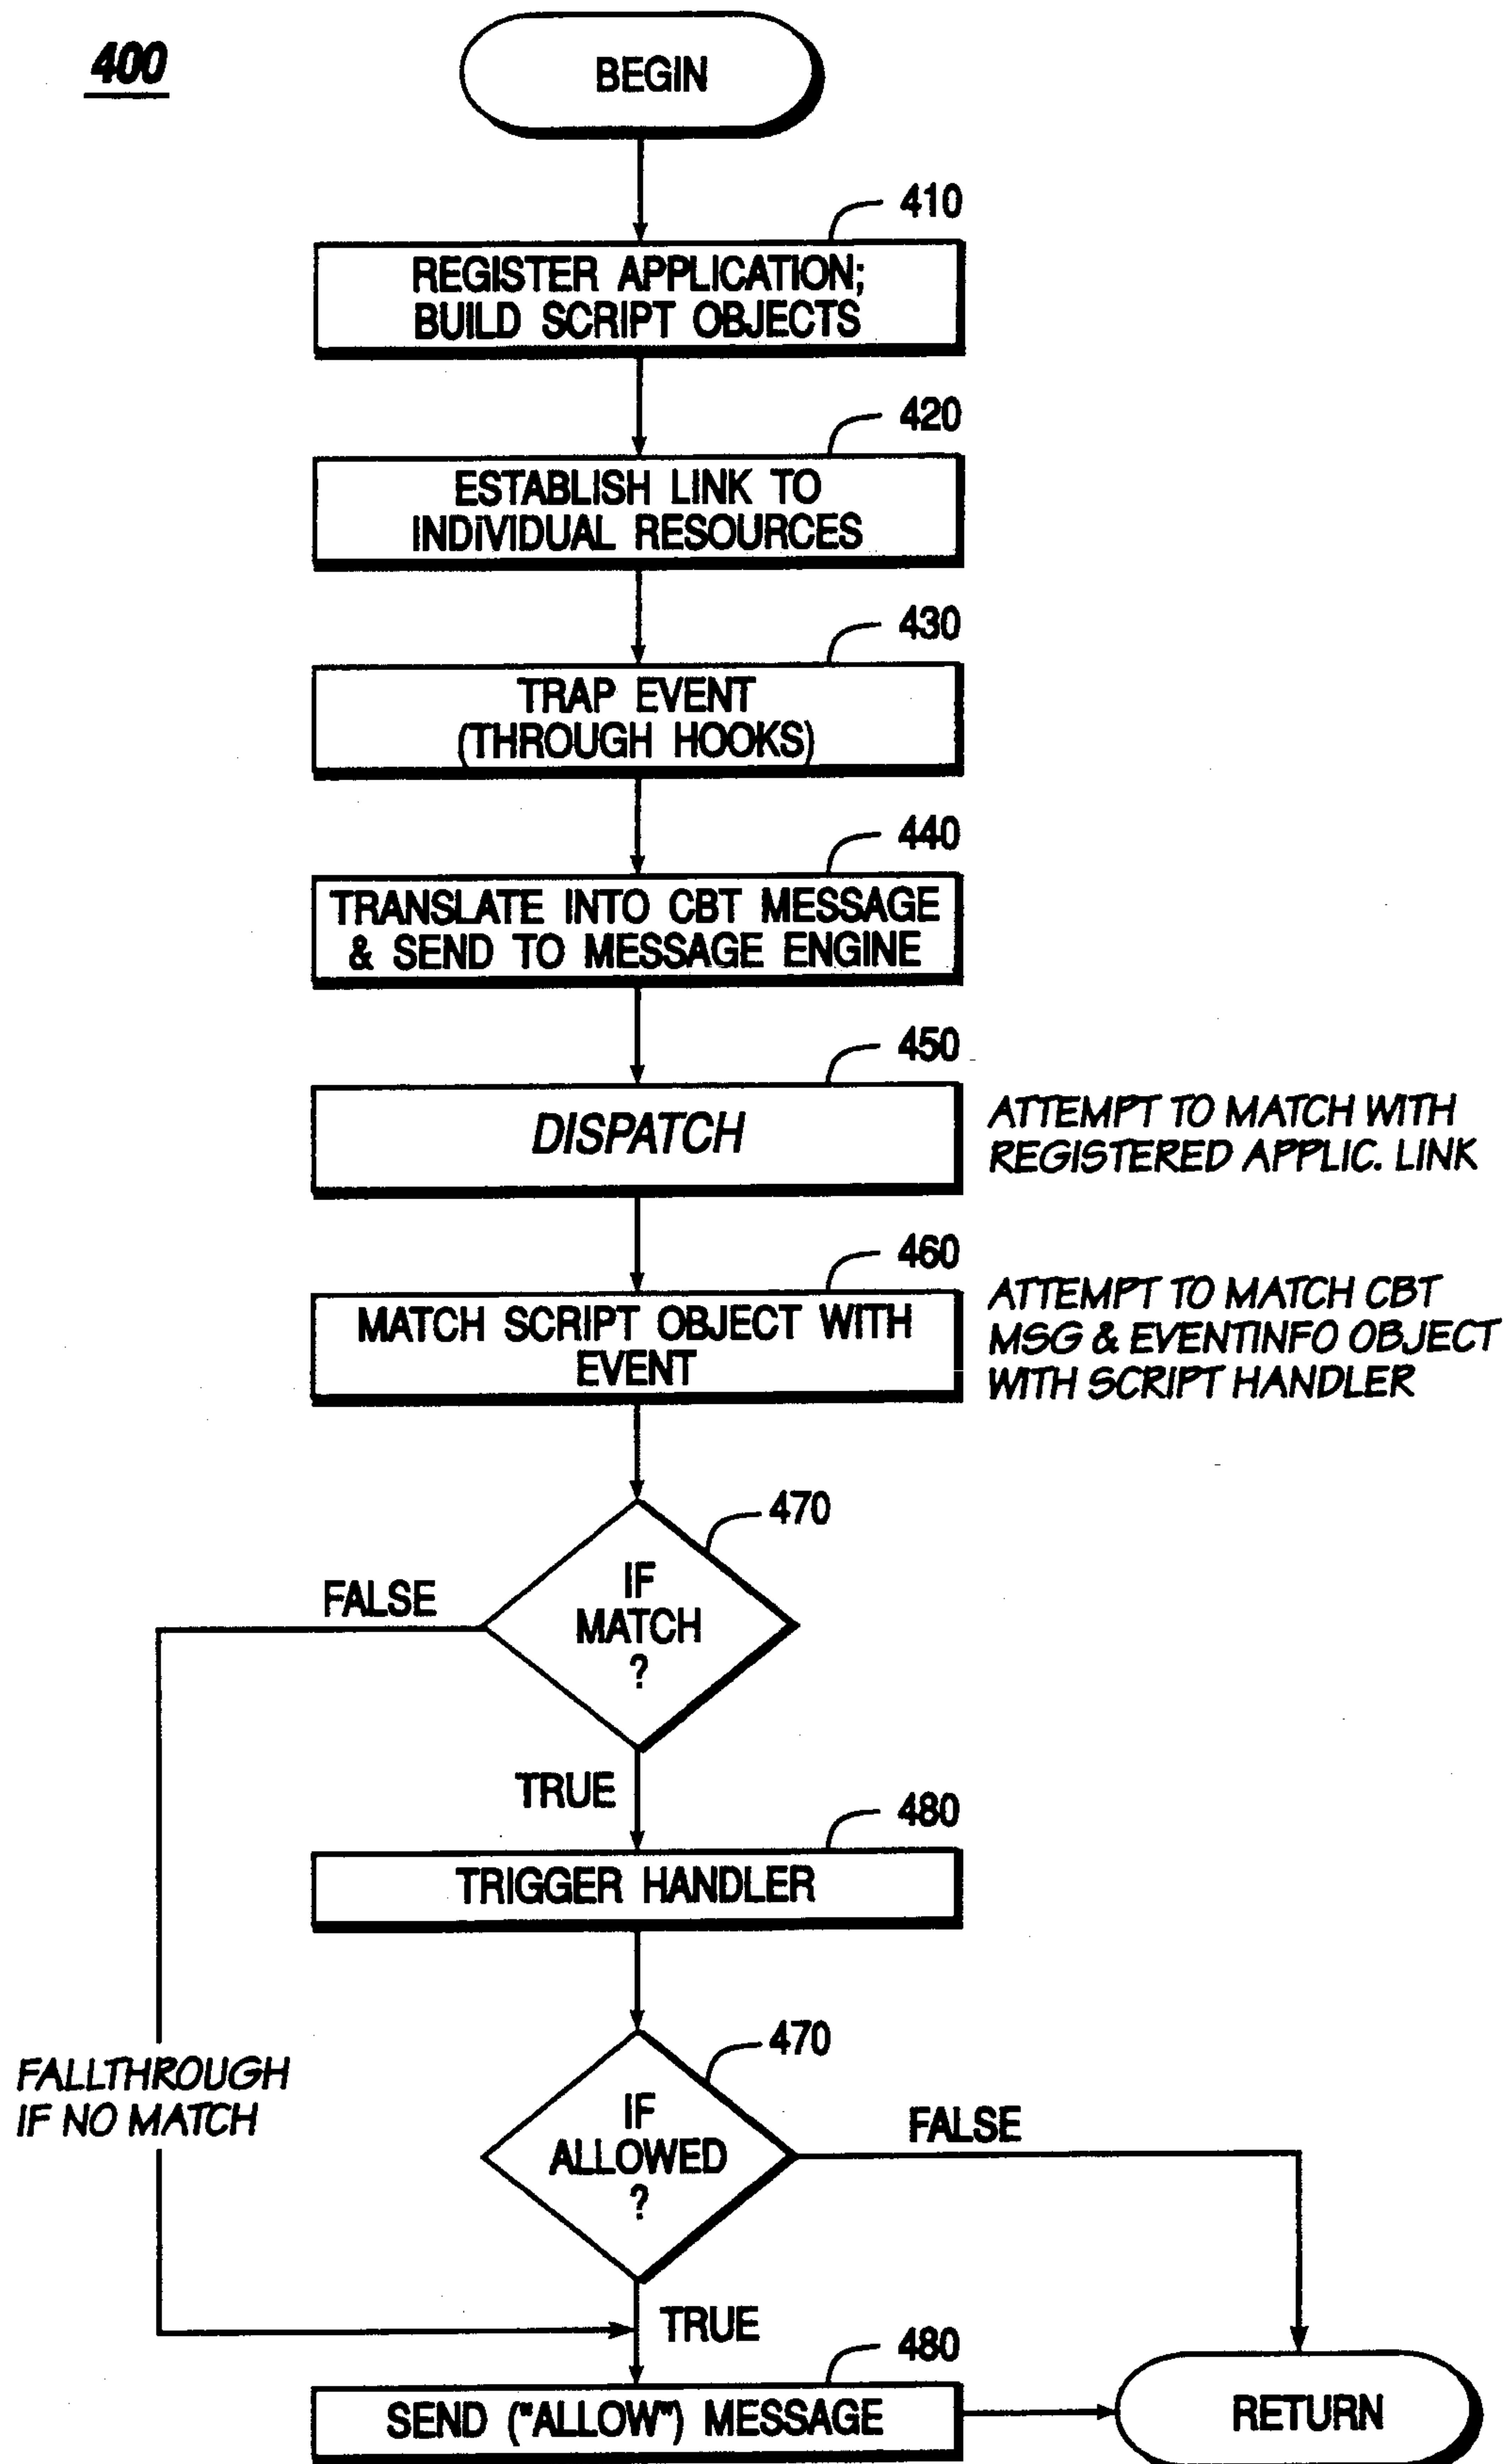 400
BEGIN
410
REGISTER APPLICATION;
BUILD SCRIPT OBJECTS
420
ESTABLISH LINK TO
INDIVIDUAL RESOURCES
430
TRAP EVENT
(THROUGH HOOKS)
440
TRANSLATE INTO CBT MESSAGE
& SEND TO MESSAGE ENGINE
450
DISPATCH
ATTEMPT TO MATCH WITH
REGISTERED APPLIC. LINK
460
MATCH SCRIPT OBJECT WITH
EVENT
ATTEMPT TO MATCH CBT
MSG & EVENTINFO OBJECT
WITH SCRIPT HANDLER
470
IF
MATCH
?
FALSE
TRUE
480
TRIGGER HANDLER
FALLTHROUGH
IF NO MATCH
470
IF
ALLOWED
?
FALSE
TRUE
480
SEND ("ALLOW") MESSAGE
RETURN